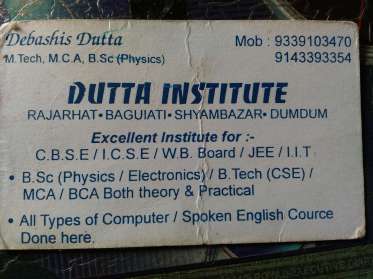 Debashis Dutta
M.Tech, M.C.A, B.Sc (Physics)
Mob : 9339103470
9143393354
DUTTA INSTITUTE
RAJARHAT • BAGUIATI • SHYAMBAZAR • DUMDUM
Excellent Institute for :-
C.B.S.E / I.C.S.E / W.B. Board / JEE / I.I.T
• B.Sc (Physics / Electronics) / B.Tech (CSE) /
MCA / BCA Both theory & Practical
• All Types of Computer / Spoken English Cource
Done here.